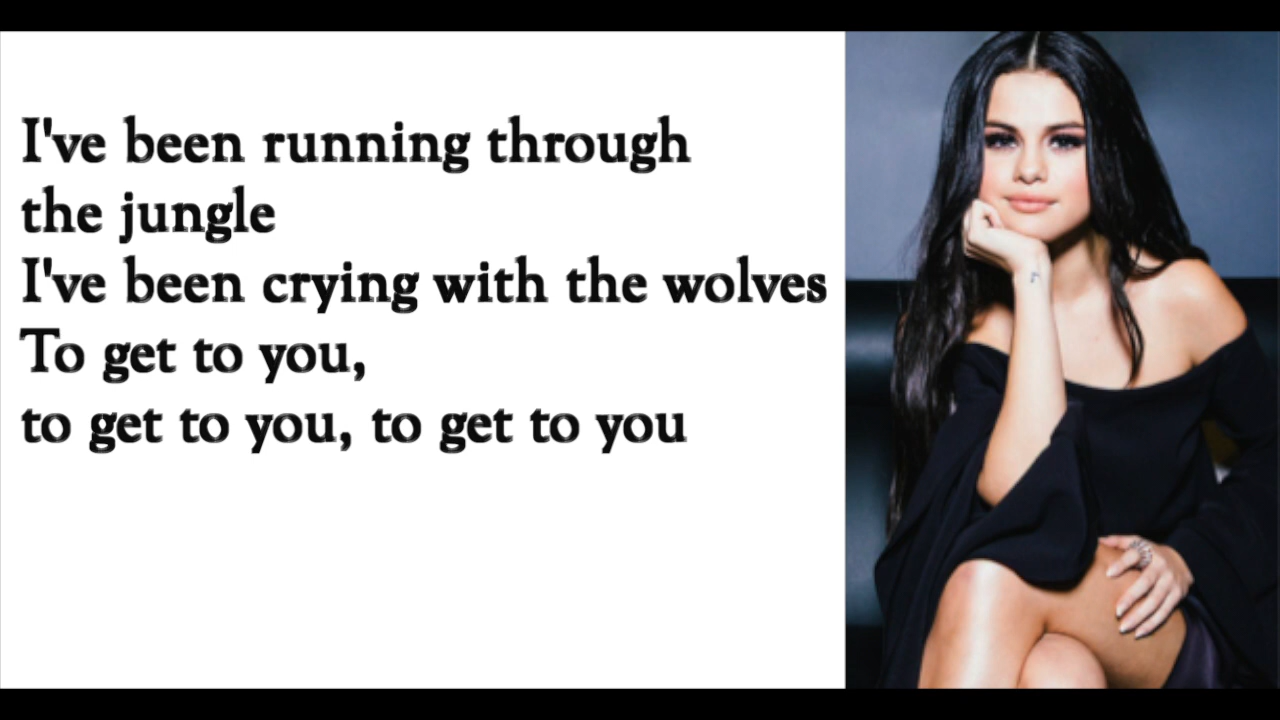 I've been running through
the jungle
I've been crying with the wolves
To get to you,
to get to you, to get to you